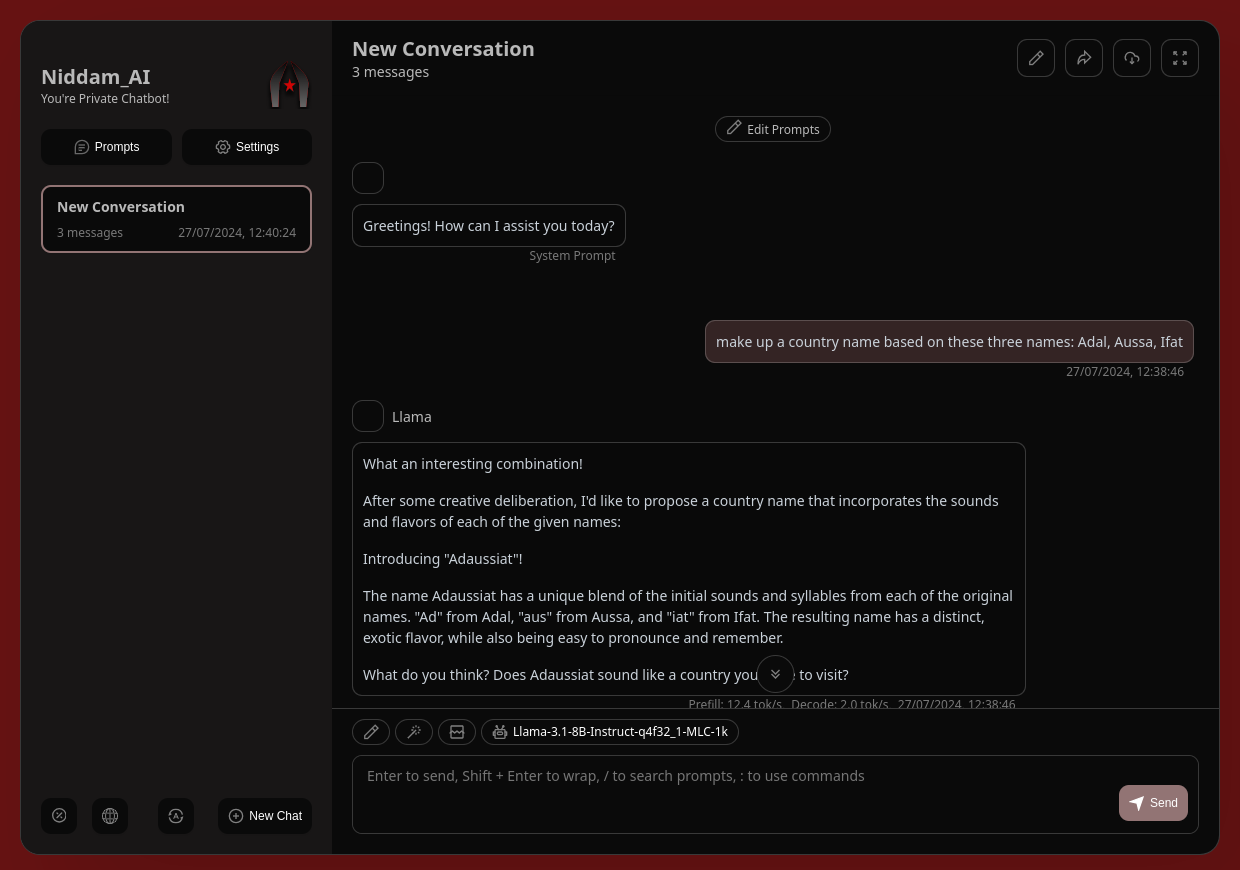 Niddam_AI
You're Private Chatbot!
Prompts
Settings
New Conversation
3 messages
27/07/2024, 12:40:24
New Chat
New Conversation
3 messages
Edit Prompts
Greetings! How can I assist you today?
System Prompt
make up a country name based on these three names: Adal, Aussa, Ifat
27/07/2024, 12:38:46
Llama
What an interesting combination!
After some creative deliberation, I'd like to propose a country name that incorporates the sounds
and flavors of each of the given names:
Introducing "Adaussiat"!
The name Adaussiat has a unique blend of the initial sounds and syllables from each of the original
names. "Ad" from Adal, "aus" from Aussa, and "iat" from Ifat. The resulting name has a distinct,
exotic flavor, while also being easy to pronounce and remember.
What do you think? Does Adaussiat sound like a country you to visit?
Prefill: 12.4 tok/s Decode: 2.0 tok/s 27/07/2024, 12:38:46
Llama-3.1-8B-Instruct-q4f32_1-MLC-1k
Enter to send, Shift + Enter to wrap, / to search prompts, : to use commands
Send